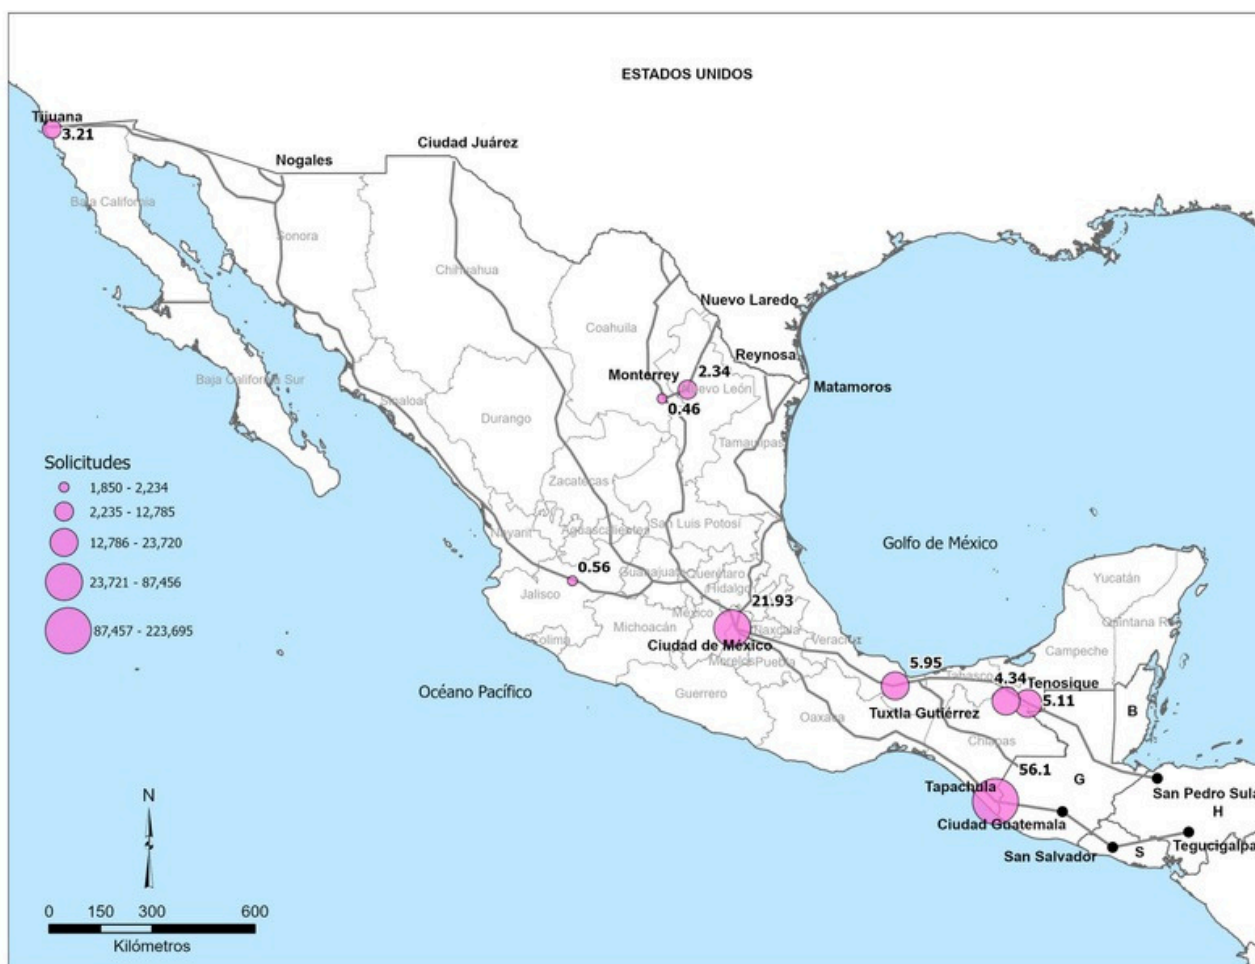 ESTADOS UNIDOS
Tijuana
3.21
Nogales
Ciudad Juárez
Baja California
Sonora
Chihuahua
Nuevo Laredo
Coahuila
Reynosa
Monterrey
2.34
Nuevo León
Matamoros
0.46
Baja California Sur
Sinaloa
Durango
Tamaulipas
Solicitudes
1,850 - 2,234
2,235 - 12,785
12,786 - 23,720
23,721 - 87,456
87,457 - 223,695
Zacatecas
San Luis Potosí
Nayarit
Aguascalientes
Golfo de México
0.56
Guanajuato
Querétaro
Hidalgo
Jalisco
21.93
México
Michoacán
Tlaxcala
Veracruz
Colima
Ciudad de México
Morelos
Puebla
Guerrero
Océano Pacífico
Yucatán
Quintana R
Campeche
5.95
Tabasco
4.34
Tenosique
5.11
Tuxtla Gutiérrez
B
Oaxaca
Chiapas
56.1
G
Tapachula
San Pedro Sula
H
Ciudad Guatemala
Tegucigalpa
San Salvador
S
N
0 150 300 600
Kilómetros